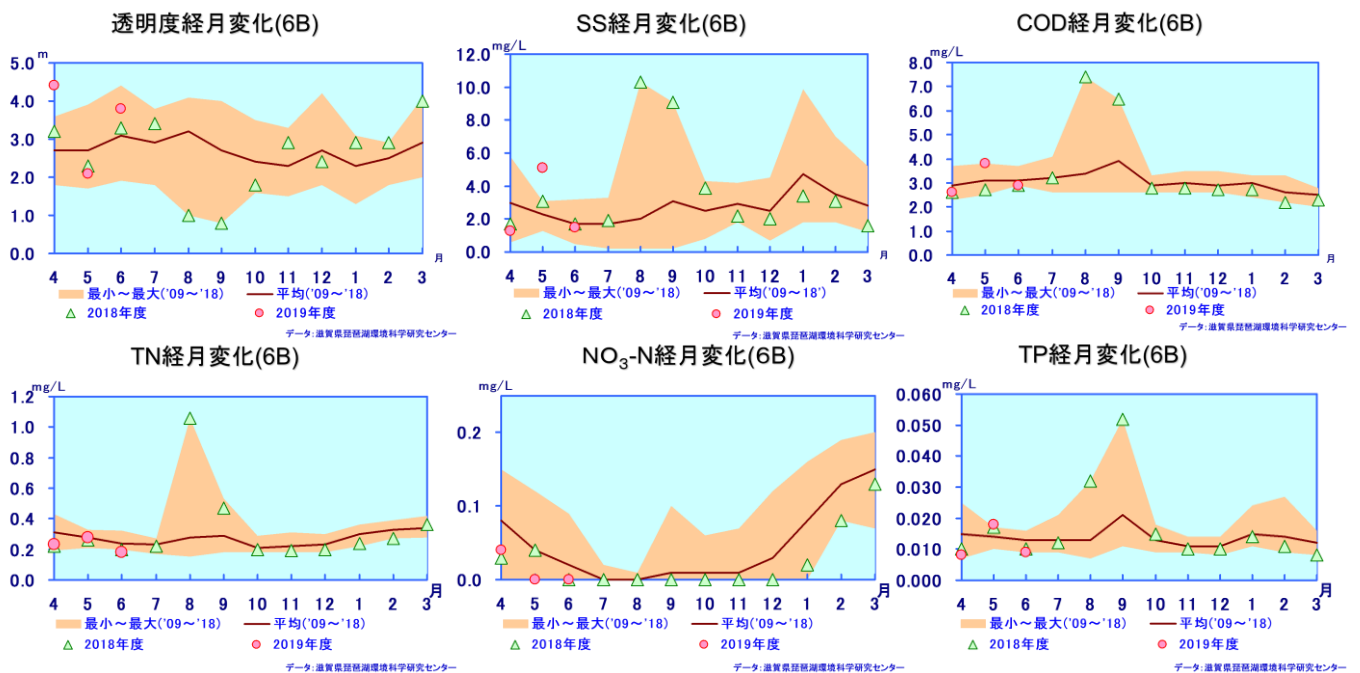 透明度経月変化(6B)
m
5.0
4.0
3.0
2.0
1.0
0.0
4 5 6 7 8 9 10 11 12 1 2 3 月
最小～最大('09～'18) 平均('09～'18)
2018年度 2019年度
データ:滋賀県琵琶湖環境科学研究センター
SS経月変化(6B)
mg/L
12.0
10.0
8.0
6.0
4.0
2.0
0.0
4 5 6 7 8 9 10 11 12 1 2 3 月
最小～最大('09～'18) 平均('09～'18')
2018年度 2019年度
データ:滋賀県琵琶湖環境科学研究センター
COD経月変化(6B)
mg/L
8.0
7.0
6.0
5.0
4.0
3.0
2.0
1.0
0.0
4 5 6 7 8 9 10 11 12 1 2 3 月
最小～最大('09～'18) 平均('09～'18)
2018年度 2019年度
データ:滋賀県琵琶湖環境科学研究センター
TN経月変化(6B)
mg/L
1.2
1.0
0.8
0.6
0.4
0.2
0.0
4 5 6 7 8 9 10 11 12 1 2 3 月
最小～最大('09～'18) 平均('09～'18)
2018年度 2019年度
データ:滋賀県琵琶湖環境科学研究センター
NO₃-N経月変化(6B)
mg/L
0.2
0.1
0.0
4 5 6 7 8 9 10 11 12 1 2 3 月
最小～最大('09～'18) 平均('09～'18)
2018年度 2019年度
データ:滋賀県琵琶湖環境科学研究センター
TP経月変化(6B)
mg/L
0.060
0.050
0.040
0.030
0.020
0.010
0.000
4 5 6 7 8 9 10 11 12 1 2 3 月
最小～最大('09～'18) 平均('09～'18)
2018年度 2019年度
データ:滋賀県琵琶湖環境科学研究センター